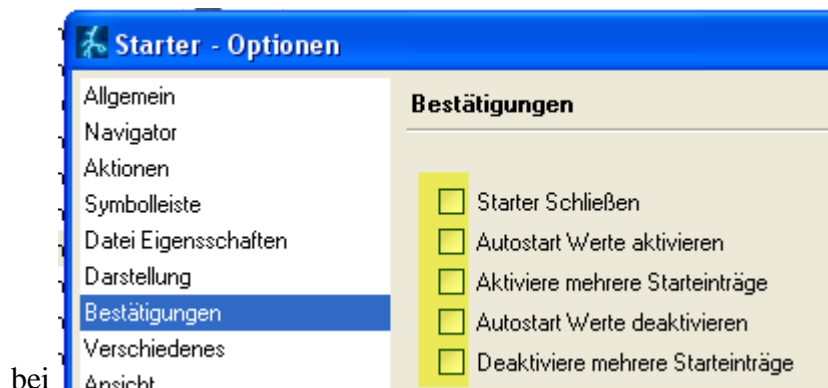 Starter - Optionen
Allgemein
Navigator
Aktionen
Symbolleiste
Datei Eigensschaften
Darstellung
Bestätigungen
Verschiedenes
Ansicht
Bestätigungen
Starter Schließen
Autostart Werte aktivieren
Aktiviere mehrere Starteinträge
Autostart Werte deaktivieren
Deaktiviere mehrere Starteinträge
bei